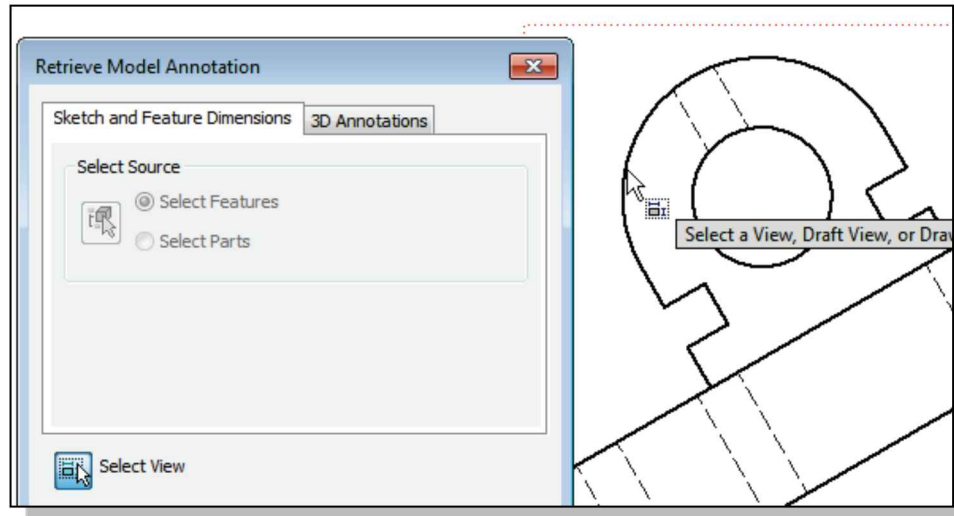 Retrieve Model Annotation
Sketch and Feature Dimensions 3D Annotations
Select Source
Select Features
Select Parts
Select a View, Draft View, or
Select View